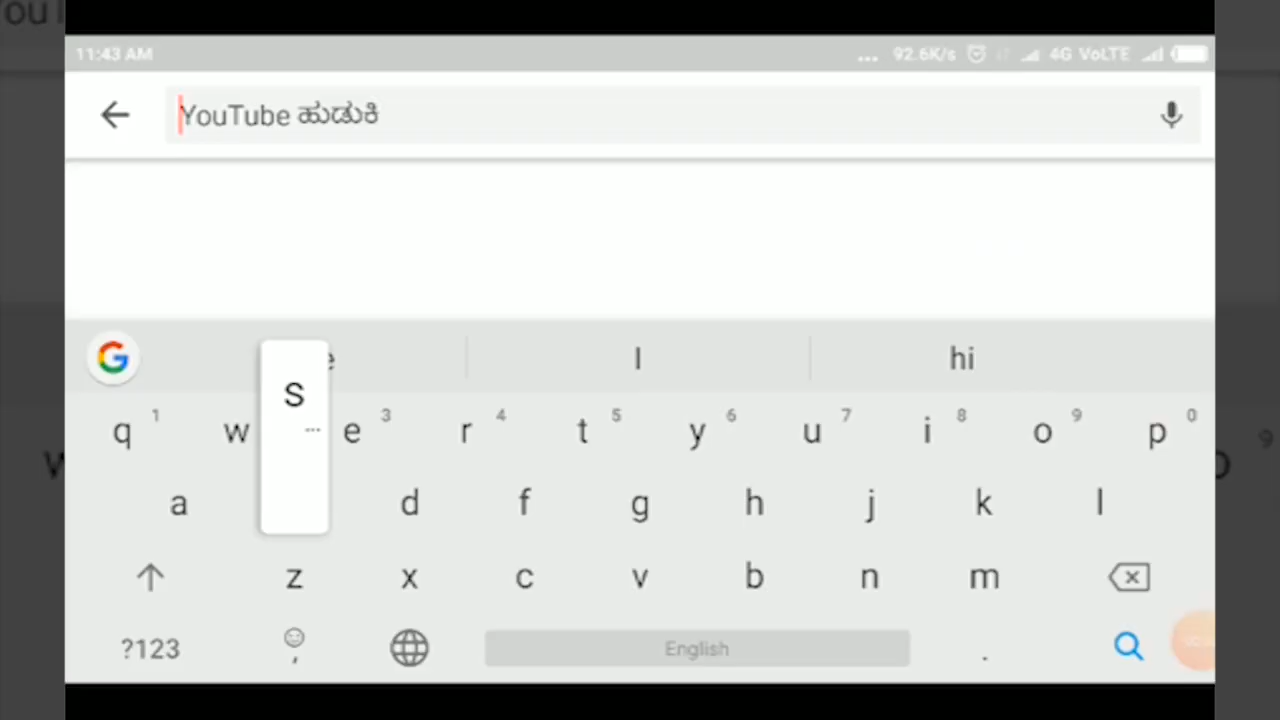 11:43 AM ... 92.6K/s 4G VoLTE
YouTube ಹುಡುಕಿ
I hi
s
q 1 w e 3 r 4 t 5 y 6 u 7 i 8 o 9 p 0
a d f g h j k l
z x c v b n m
?123 , English .